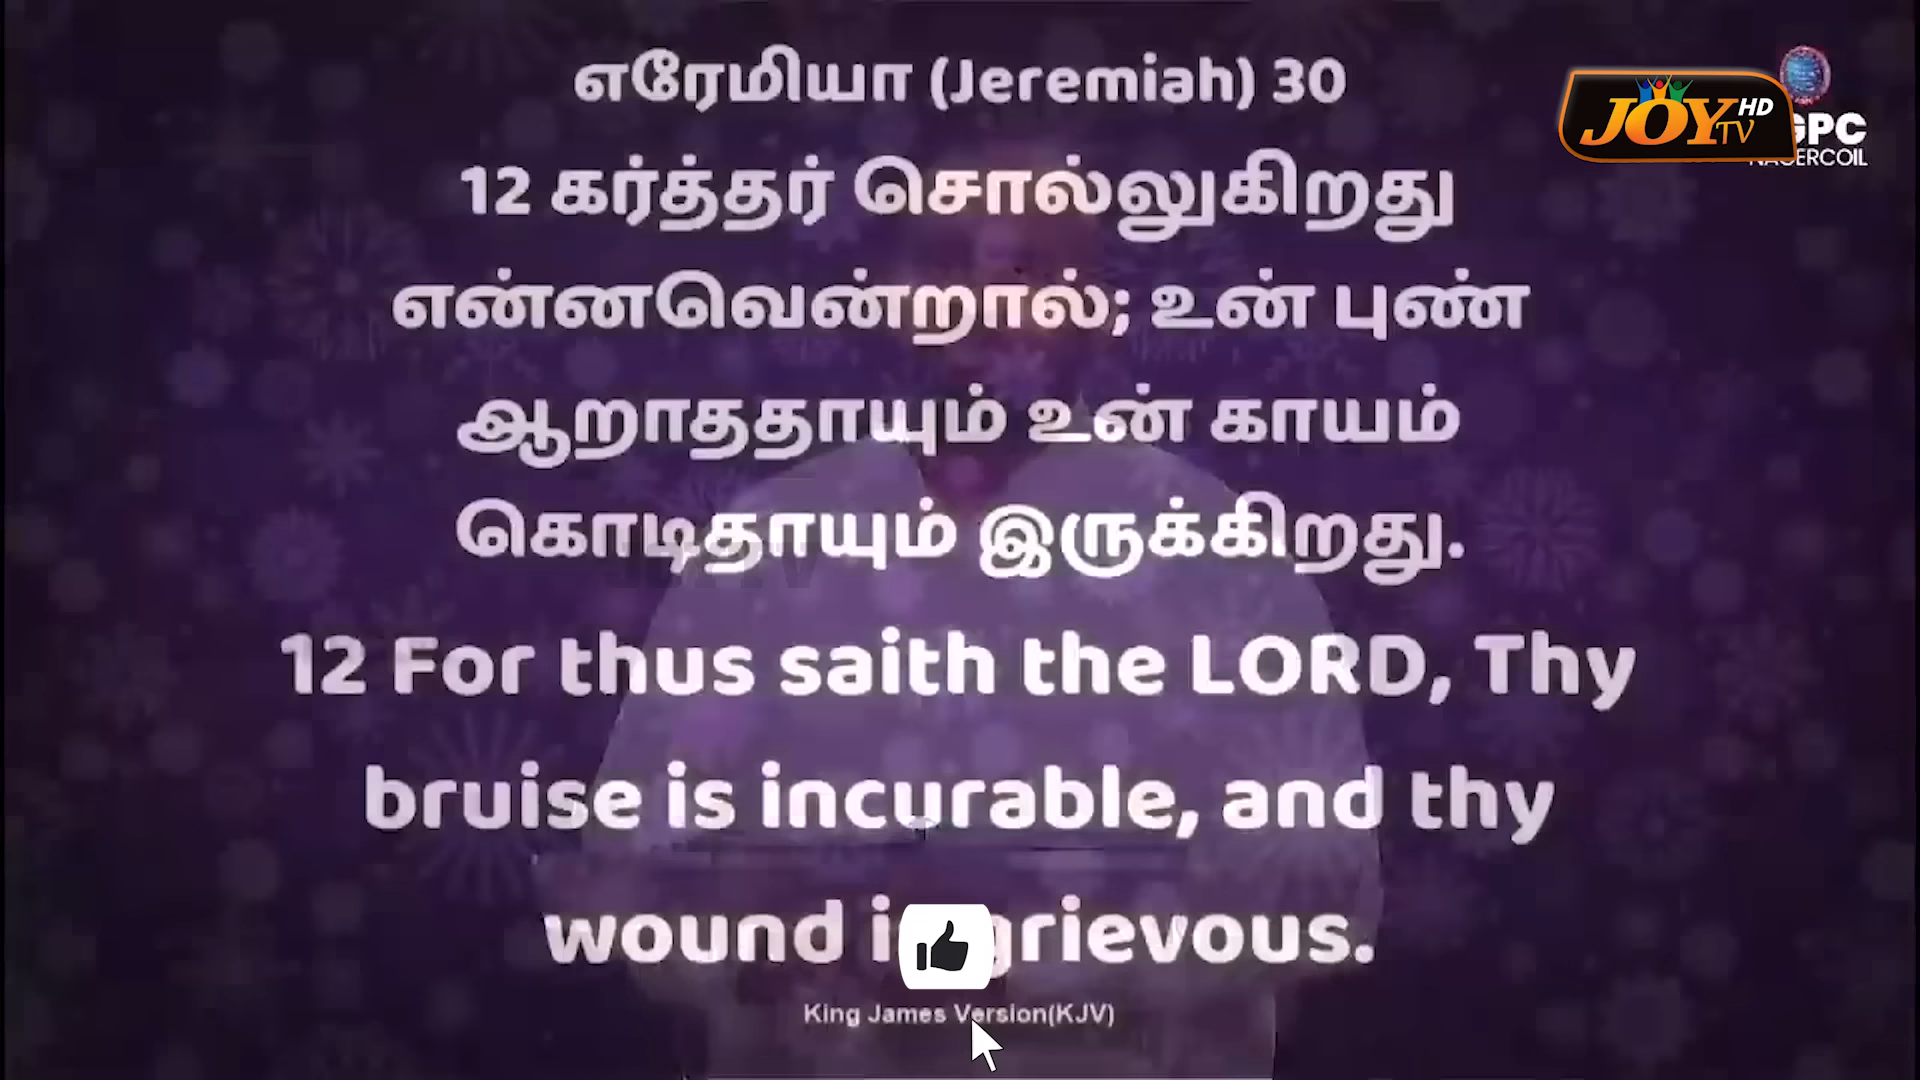 எரேமியா (Jeremiah) 30
12 கர்த்தர் சொல்லுகிறது
என்னவென்றால்; உன் புண்
ஆறாததாயும் உன் காயம்
கொடிதாயும் இருக்கிறது.
12 For thus saith the LORD, Thy
bruise is incurable, and thy
wound is grievous.
King James Version(KJV)
JOY TV HD
GPC
NAGERCOIL